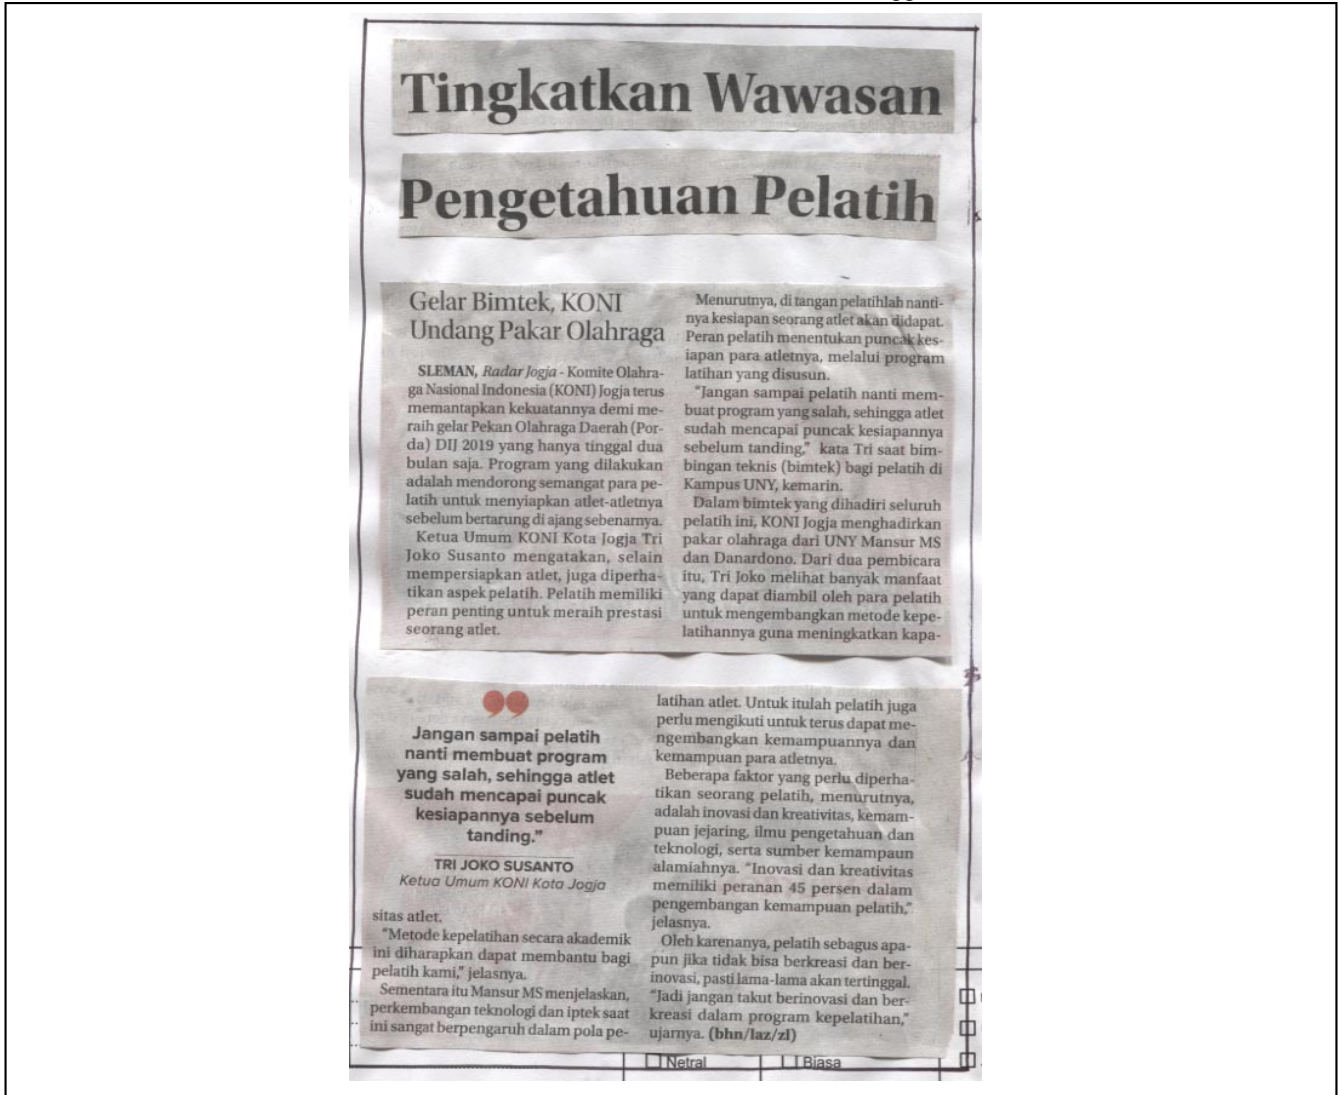 Tingkatkan Wawasan
Pengetahuan Pelatih
Gelar Bimtek, KONI
Undang Pakar Olahraga
SLEMAN, Radar Jogja - Komite Olahra-
ga Nasional Indonesia (KONI) Jogja terus
memantapkan kekuatannya demi me-
raih gelar Pekan Olahraga Daerah (Por-
da) DIJ 2019 yang hanya tinggal dua
bulan saja. Program yang dilakukan
adalah mendorong semangat para pe-
latih untuk menyiapkan atlet-atletnya
sebelum bertarung di ajang sebenarnya.
Ketua Umum KONI Kota Jogja Tri
Joko Susanto mengatakan, selain
mempersiapkan atlet, juga diperha-
tikan aspek pelatih. Pelatih memiliki
peran penting untuk meraih prestasi
seorang atlet.
Menurutnya, di tangan pelatihlah nanti-
nya kesiapan seorang atlet akan didapat.
Peran pelatih menentukan puncak kes-
iapan para atletnya, melalui program
latihan yang disusun.
"Jangan sampai pelatih nanti mem-
buat program yang salah, sehingga atlet
sudah mencapai puncak kesiapannya
sebelum tanding," kata Tri saat bim-
bingan teknis (bimtek) bagi pelatih di
Kampus UNY, kemarin.
Dalam bimtek yang dihadiri seluruh
pelatih ini, KONI Jogja menghadirkan
pakar olahraga dari UNY Mansur MS
dan Danardono. Dari dua pembicara
itu, Tri Joko melihat banyak manfaat
yang dapat diambil oleh para pelatih
untuk mengembangkan metode kepe-
latihannya guna meningkatkan kapa-
Jangan sampai pelatih
nanti membuat program
yang salah, sehingga atlet
sudah mencapai puncak
kesiapannya sebelum
tanding."
TRI JOKO SUSANTO
Ketua Umum KONI Kota Jogja
sitas atlet.
"Metode kepelatihan secara akademik
ini diharapkan dapat membantu bagi
pelatih kami," jelasnya.
Sementara itu Mansur MS menjelaskan,
perkembangan teknologi dan iptek saat
ini sangat berpengaruh dalam pola pe-
latihan atlet. Untuk itulah pelatih juga
perlu mengikuti untuk terus dapat me-
ngembangkan kemampuannya dan
kemampuan para atletnya.
Beberapa faktor yang perlu diperha-
tikan seorang pelatih, menurutnya,
adalah inovasi dan kreativitas, kemam-
puan jejaring, ilmu pengetahuan dan
teknologi, serta sumber kemampaun
alamiahnya. "Inovasi dan kreativitas
memiliki peranan 45 persen dalam
pengembangan kemampuan pelatih,"
jelasnya.
Oleh karenanya, pelatih sebagus apa-
pun jika tidak bisa berkreasi dan ber-
inovasi, pasti lama-lama akan tertinggal.
"Jadi jangan takut berinovasi dan ber-
kreasi dalam program kepelatihan,"
ujarnya. (bhn/laz/zl)
Netral
Biasa